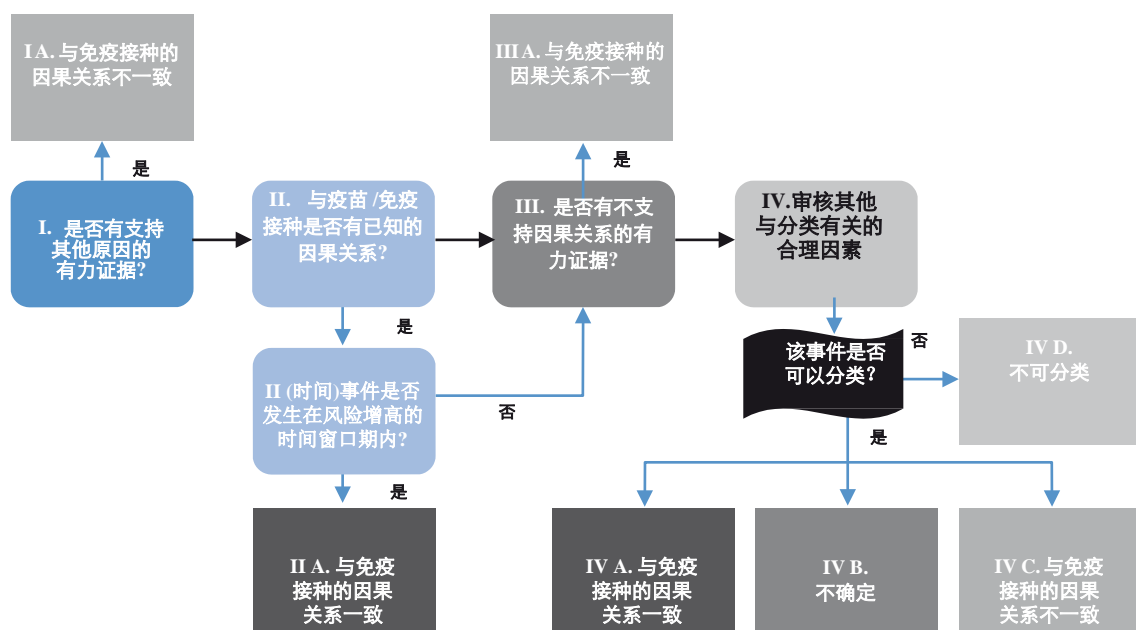 I A. 与免疫接种的
因果关系不一致
III A. 与免疫接种的
因果关系不一致
是
是
I. 是否有支持
其他原因的
有力证据?
II. 与疫苗 /免疫
接种是否有已知的
因果关系?
III. 是否有不支
持因果关系的有
力证据?
IV.审核其他
与分类有关的
合理因素
是
II (时间)事件是否
发生在风险增高的
时间窗口期内?
否
该事件是否
可以分类？
否
IV D.
不可分类
是
是
II A. 与免疫
接种的因果
关系一致
IV A. 与免疫
接种的因果
关系一致
IV B.
不确定
IV C. 与免疫
接种的因果
关系不一致